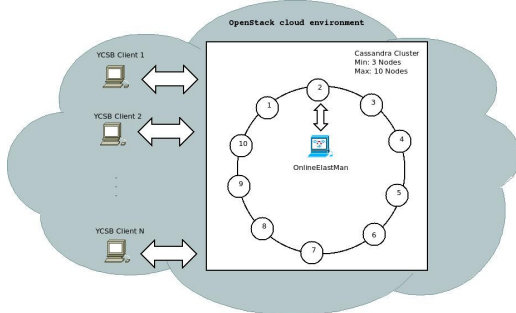 OpenStack cloud environment
YCSB Client 1
Cassandra Cluster
Min: 3 Nodes
Max: 10 Nodes
2
1
3
YCSB Client 2
10
4
OnlineElastMan
9
5
8
6
YCSB Client N
7